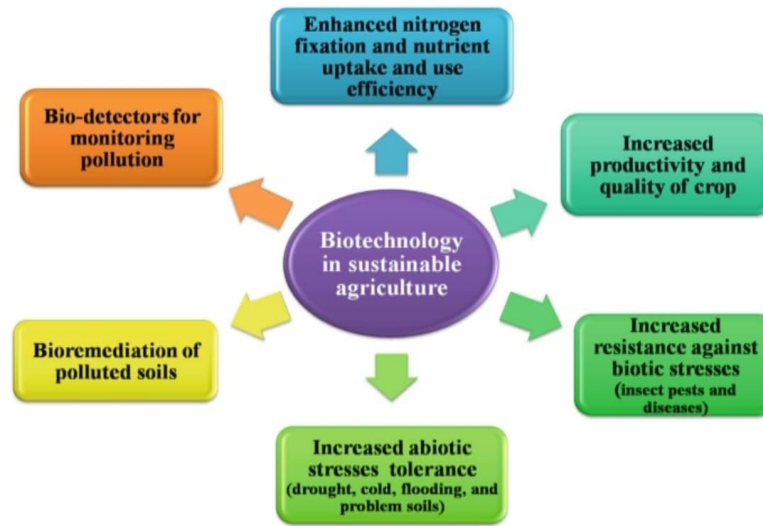 Enhanced nitrogen
fixation and nutrient
uptake and use
efficiency
Bio-detectors for
monitoring
pollution
Increased
productivity and
quality of crop
Biotechnology
in sustainable
agriculture
Bioremediation of
polluted soils
Increased
resistance against
biotic stresses
(insect pests and
diseases)
Increased abiotic
stresses tolerance
(drought, cold, flooding, and
problem soils)